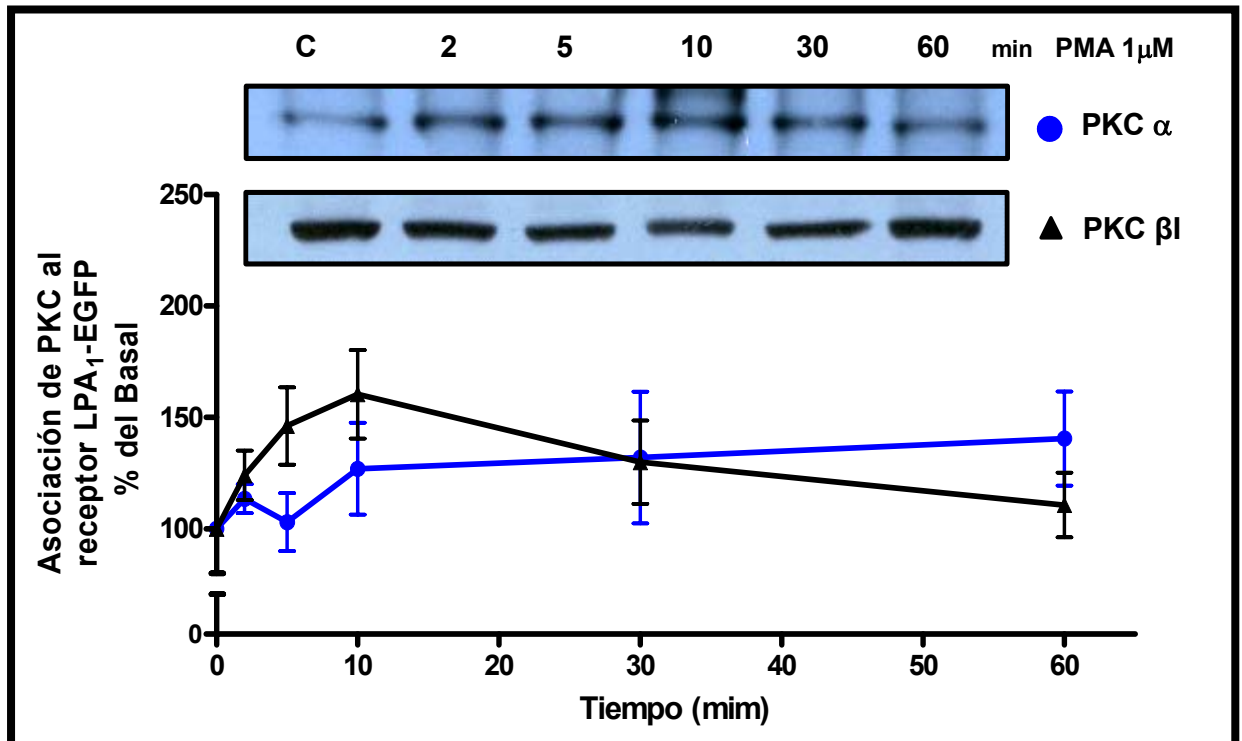 C 2 5 10 30 60 min PMA 1μM
PKC α
PKC βI
Asociación de PKC al
receptor LPA₁-EGFP
% del Basal
250
200
150
100
0
0 10 20 30 40 50 60
Tiempo (mim)